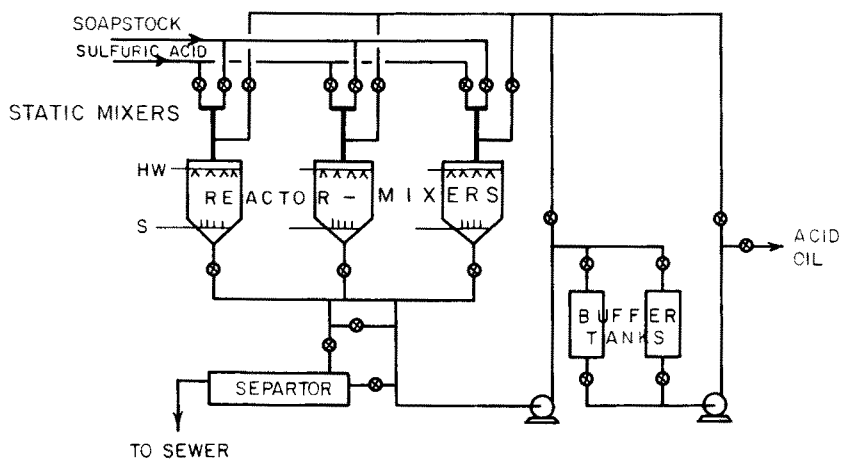 SOAPSTOCK
SULFURIC ACID
STATIC MIXERS
HW
REACTOR - MIXERS
S
ACID
OIL
BUFFER
TANKS
SEPARTOR
TO SEWER